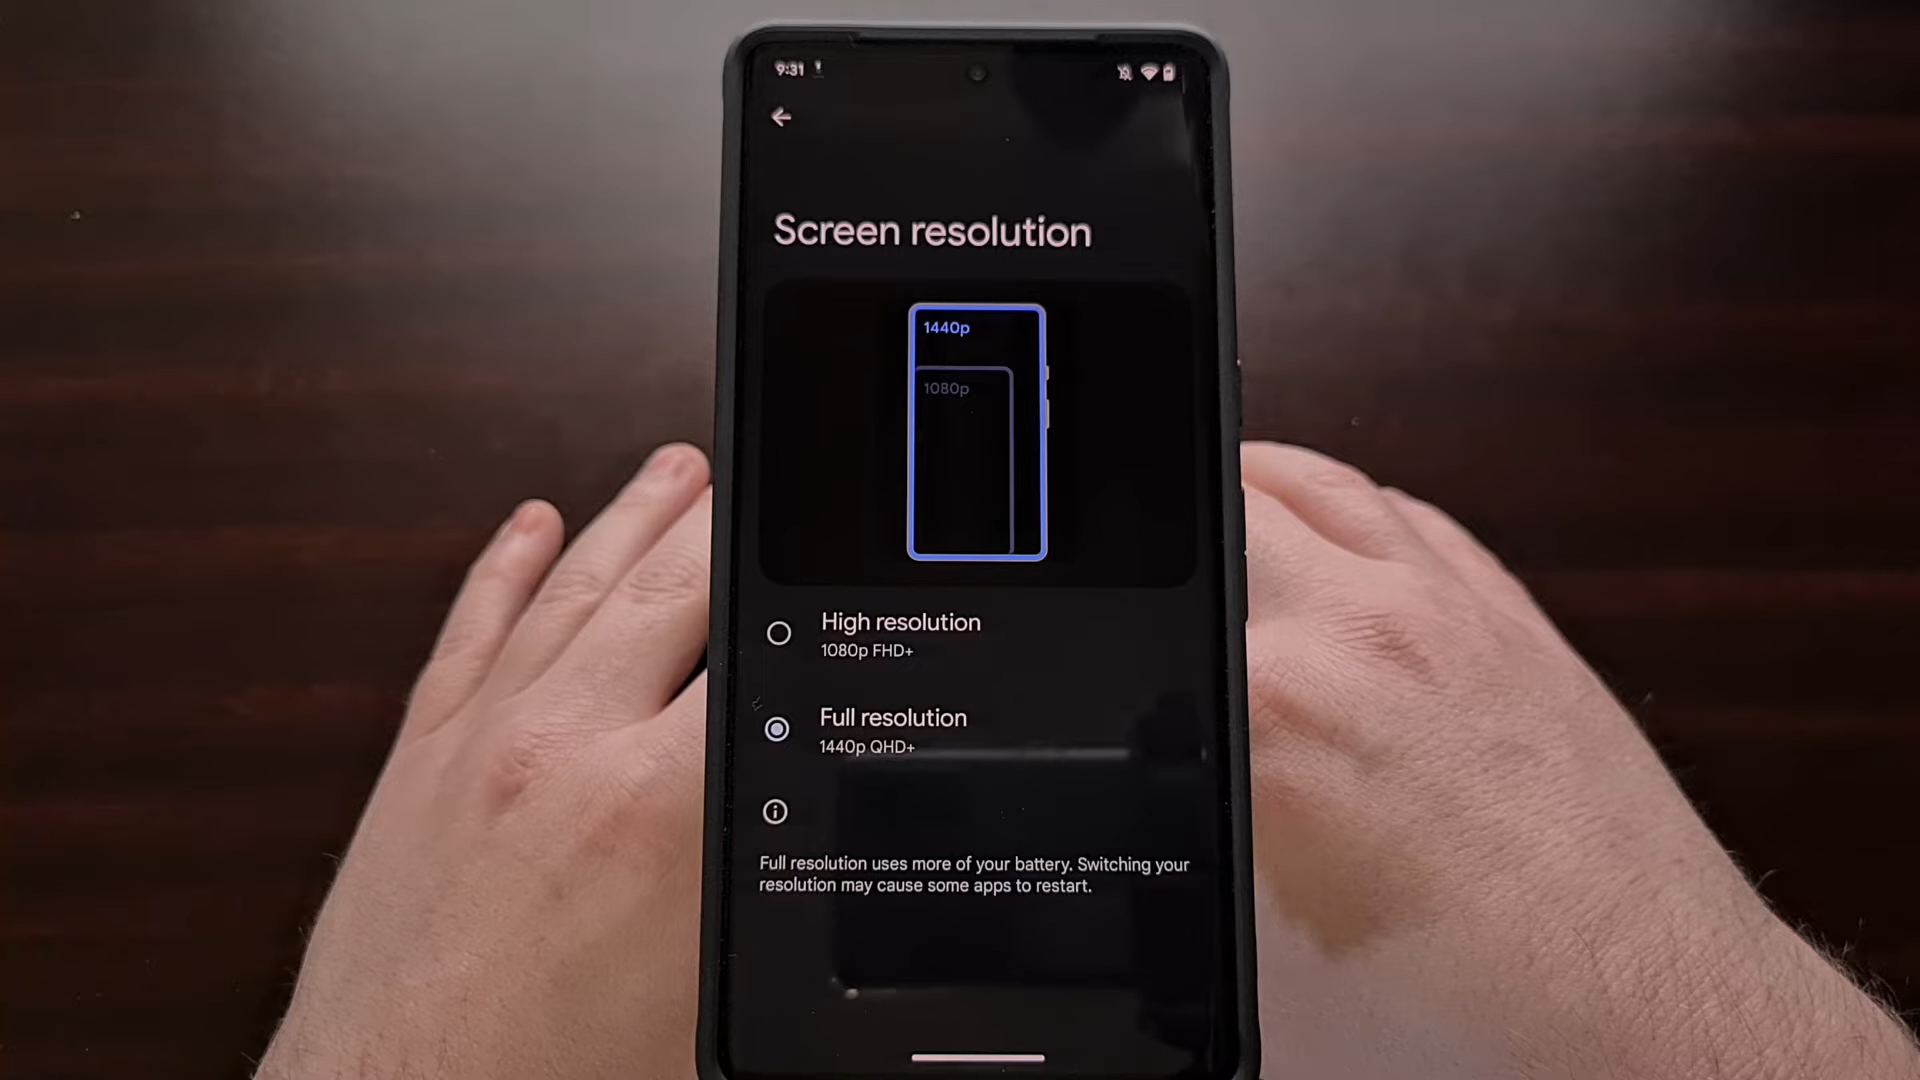 9:31
Screen resolution
1440p
1080p
High resolution
1080p FHD+
Full resolution
1440p QHD+
Full resolution uses more of your battery. Switching your
resolution may cause some apps to restart.